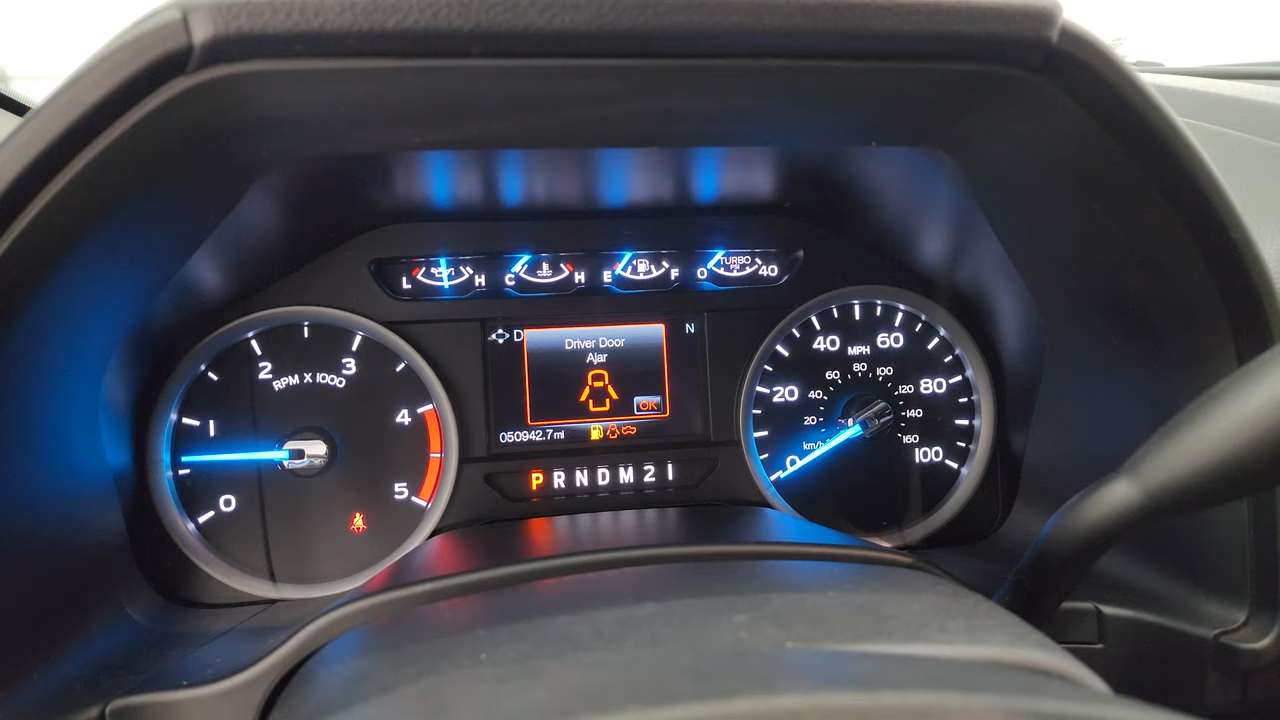 L H C H E F 0 TURBO 40
PSI
D N
Driver Door
Ajar
OK
050942.7mi
P R N D M 2 1
0 1 2 3 4 5
RPM X 1000
0 20 40 60 80 100
MPH
20 40 60 80 100 120 140 160
km/h